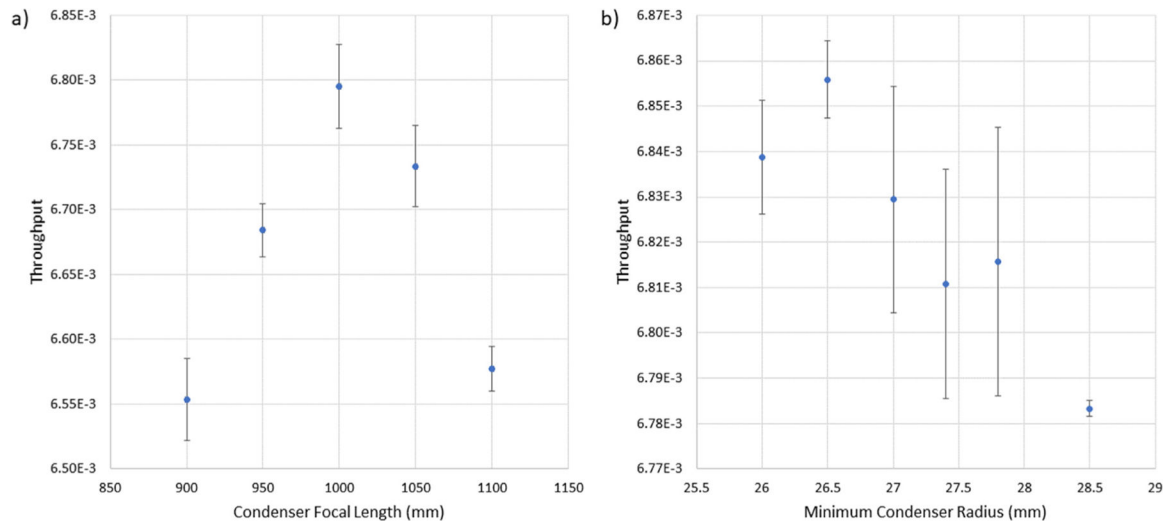 a)
6.85E-3
6.80E-3
6.75E-3
6.70E-3
6.65E-3
6.60E-3
6.55E-3
6.50E-3
Throughput
850 900 950 1000 1050 1100 1150
Condenser Focal Length (mm)
b)
6.87E-3
6.86E-3
6.85E-3
6.84E-3
6.83E-3
6.82E-3
6.81E-3
6.80E-3
6.79E-3
6.78E-3
6.77E-3
Throughput
25.5 26 26.5 27 27.5 28 28.5 29
Minimum Condenser Radius (mm)